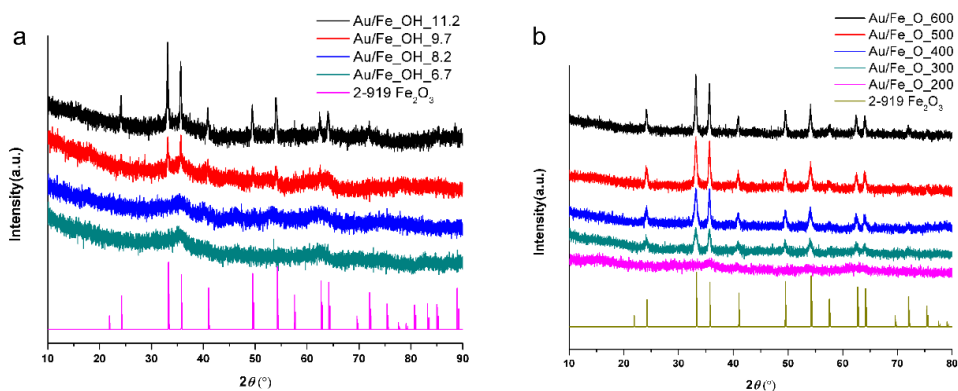 a
Au/Fe_OH_11.2
Au/Fe_OH_9.7
Au/Fe_OH_8.2
Au/Fe_OH_6.7
2-919 Fe₂O₃
Intensity(a.u.)
10 20 30 40 50 60 70 80 90
2θ (°)
b
Au/Fe_O_600
Au/Fe_O_500
Au/Fe_O_400
Au/Fe_O_300
Au/Fe_O_200
2-919 Fe₂O₃
Intensity(a.u.)
10 20 30 40 50 60 70 80
2θ (°)